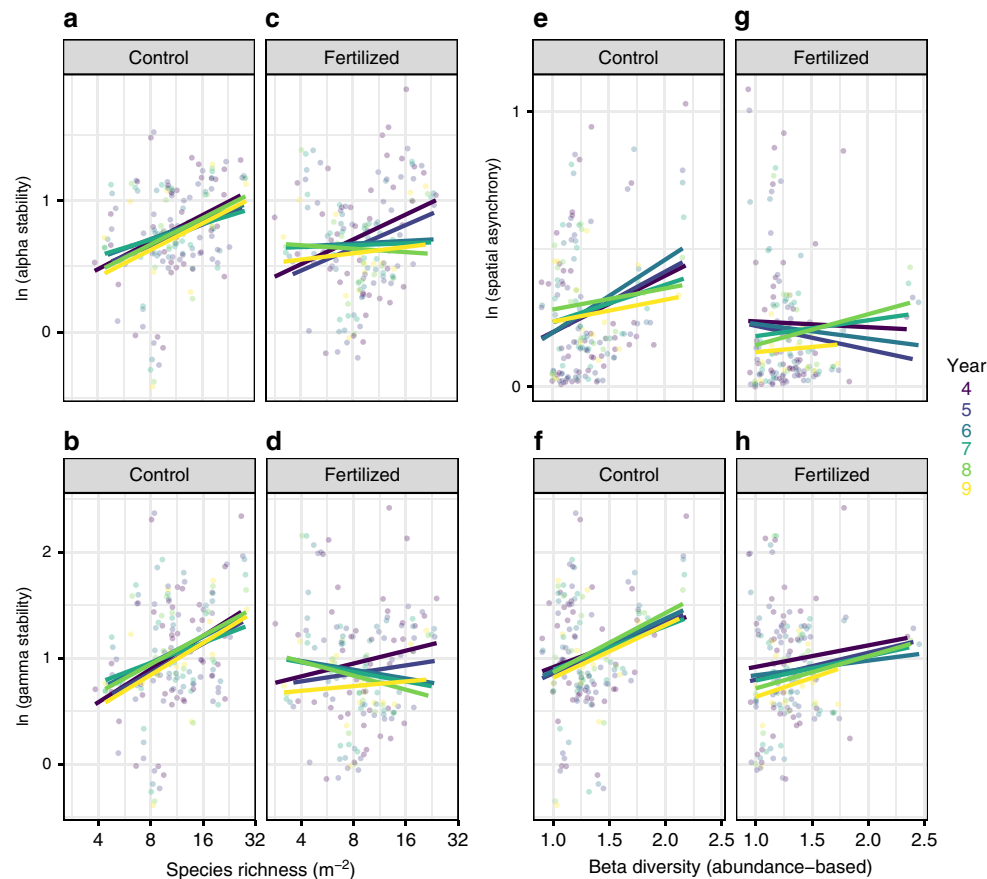 a
Control
c
Fertilized
e
Control
g
Fertilized
ln (alpha stability)
1
0
ln (spatial asynchrony)
1
0
Year
4
5
6
7
8
9
b
Control
d
Fertilized
f
Control
h
Fertilized
ln (gamma stability)
2
1
0
4 8 16 32
4 8 16 32
1.0 1.5 2.0 2.5
1.0 1.5 2.0 2.5
Species richness (m⁻²)
Beta diversity (abundance–based)